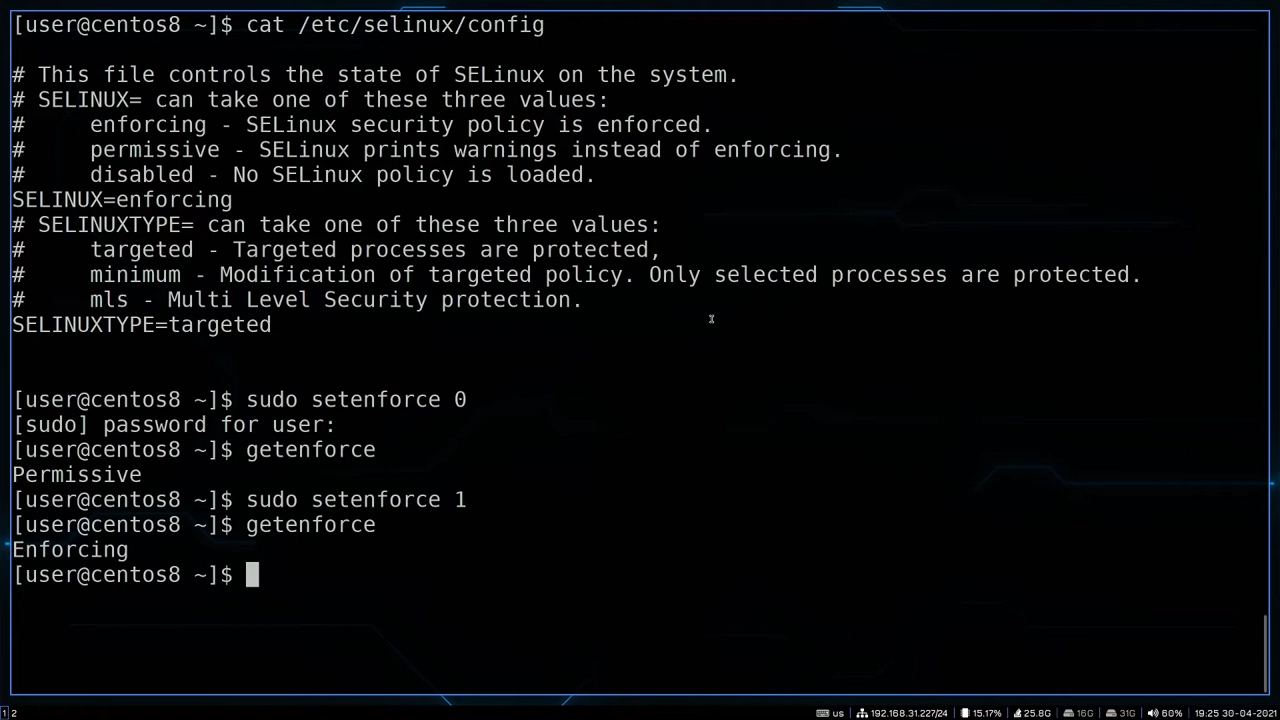 [user@centos8 ~]$ cat /etc/selinux/config
# This file controls the state of SELinux on the system.
# SELINUX= can take one of these three values:
#     enforcing - SELinux security policy is enforced.
#     permissive - SELinux prints warnings instead of enforcing.
#     disabled - No SELinux policy is loaded.
SELINUX=enforcing
# SELINUXTYPE= can take one of these three values:
#     targeted - Targeted processes are protected,
#     minimum - Modification of targeted policy. Only selected processes are protected.
#     mls - Multi Level Security protection.
SELINUXTYPE=targeted
[user@centos8 ~]$ sudo setenforce 0
[sudo] password for user:
[user@centos8 ~]$ getenforce
Permissive
[user@centos8 ~]$ sudo setenforce 1
[user@centos8 ~]$ getenforce
Enforcing
[user@centos8 ~]$
1 2 us 192.168.31.227/24 15.17% 25.8G 16G 31G 60% 19:25 30-04-2021